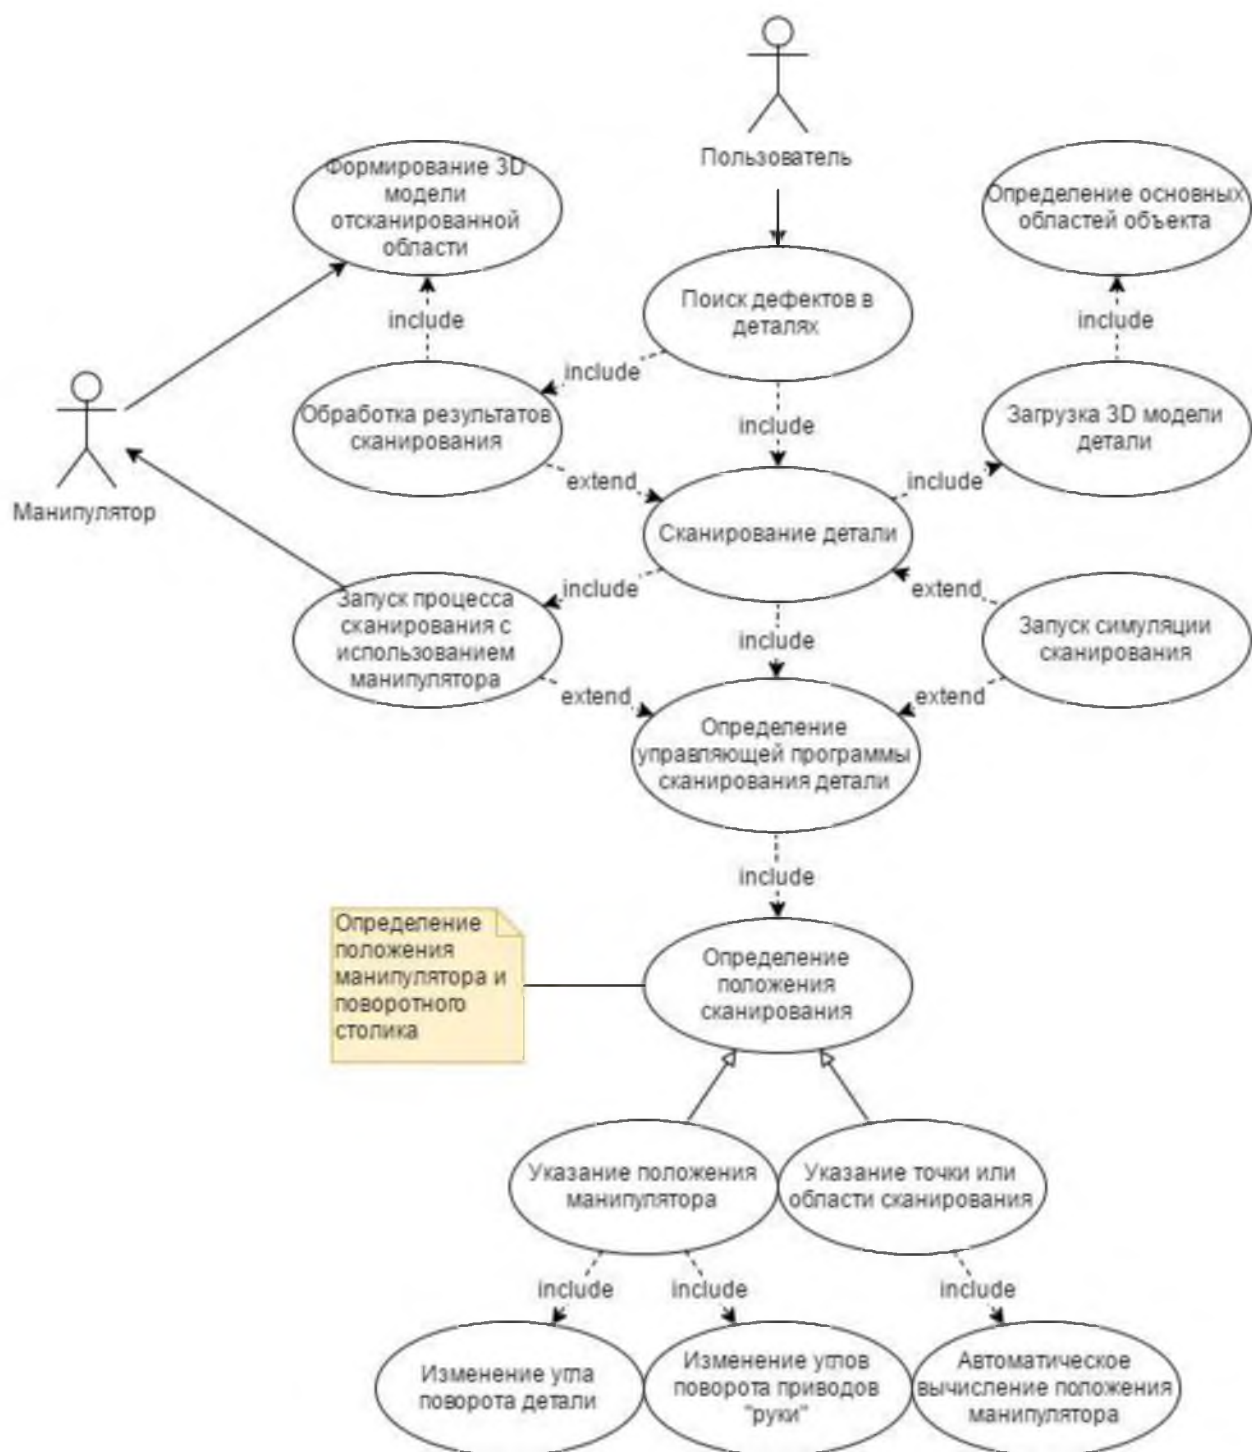 Пользователь
Формирование 3D
модели
отсканированной
области
Определение основных
областей объекта
Поиск дефектов в
деталях
include
include
include
include
Обработка результатов
сканирования
Загрузка 3D модели
детали
extend
include
Манипулятор
Сканирование детали
include
extend
include
Запуск процесса
сканирования с
использованием
манипулятора
Запуск симуляции
сканирования
extend
extend
Определение
управляющей программы
сканирования детали
include
Определение
положения
манипулятора и
поворотного
столика
Определение
положения
сканирования
Указание положения
манипулятора
Указание точки или
области сканирования
include
include
include
Изменение угла
поворота детали
Изменение углов
поворота приводов
"руки"
Автоматическое
вычисление положения
манипулятора